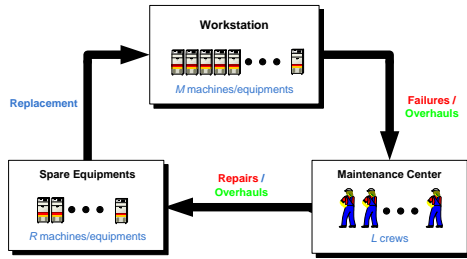 Workstation
M machines/equipments
Replacement
Failures /
Overhauls
Spare Equipments
R machines/equipments
Repairs /
Overhauls
Maintenance Center
L crews